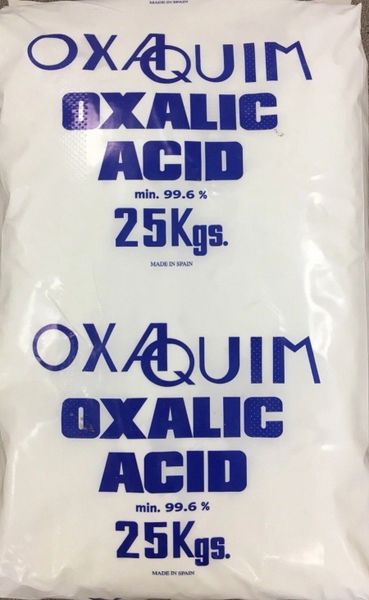 MADE IN SPAIN
OXAQUIM
OXALIC
ACID
min. 99.6 %
25Kgs.
MADE IN SPAIN
OXAQUIM
OXALIC
ACID
min. 99.6 %
25Kgs.
MADE IN SPAIN